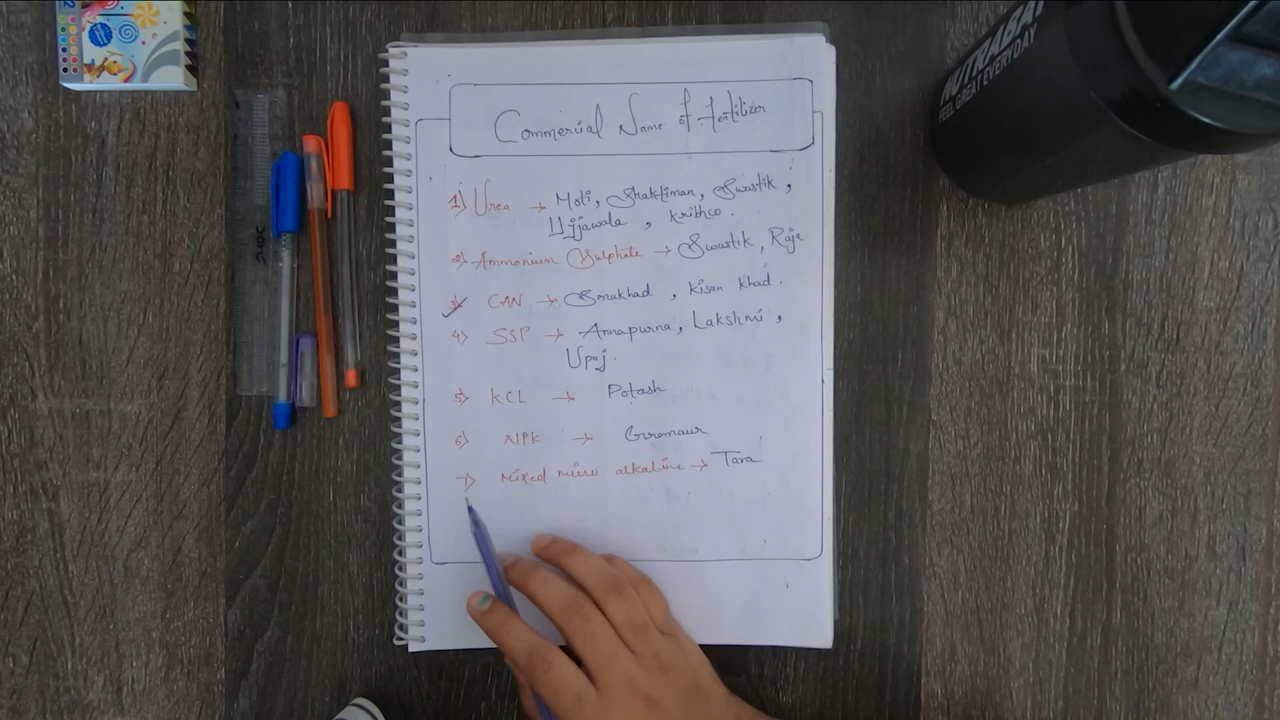 Commercial Name of Fertilizer
1) Urea → Moti, Shaktiman, Swastik,
Ujjawala, Kribhco.
2) Ammonium Sulphate → Swastik, Raja
3) CAN → Sonakhad, Kisan Khad.
4) SSP → Annapurna, Lakshmi,
Upaj.
5) KCL → Potash
6) NPK → Gromaur
7) Mixed micro alkaline → Tara
NUTRABAY
FEEL GREAT EVERYDAY